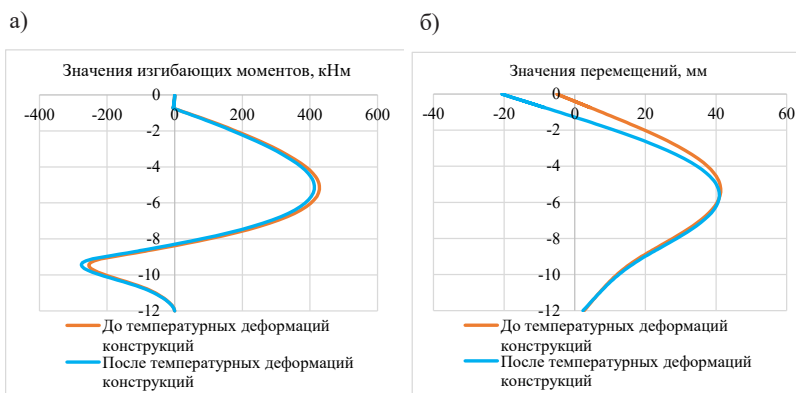 а)
Значения изгибающих моментов, кНм
0
-400 -200 0 200 400 600
-2
-4
-6
-8
-10
-12
До температурных деформаций
конструкций
После температурных деформаций
конструкций
б)
Значения перемещений, мм
0
-40 -20 0 20 40 60
-2
-4
-6
-8
-10
-12
До температурных деформаций
конструкций
После температурных деформаций
конструкций